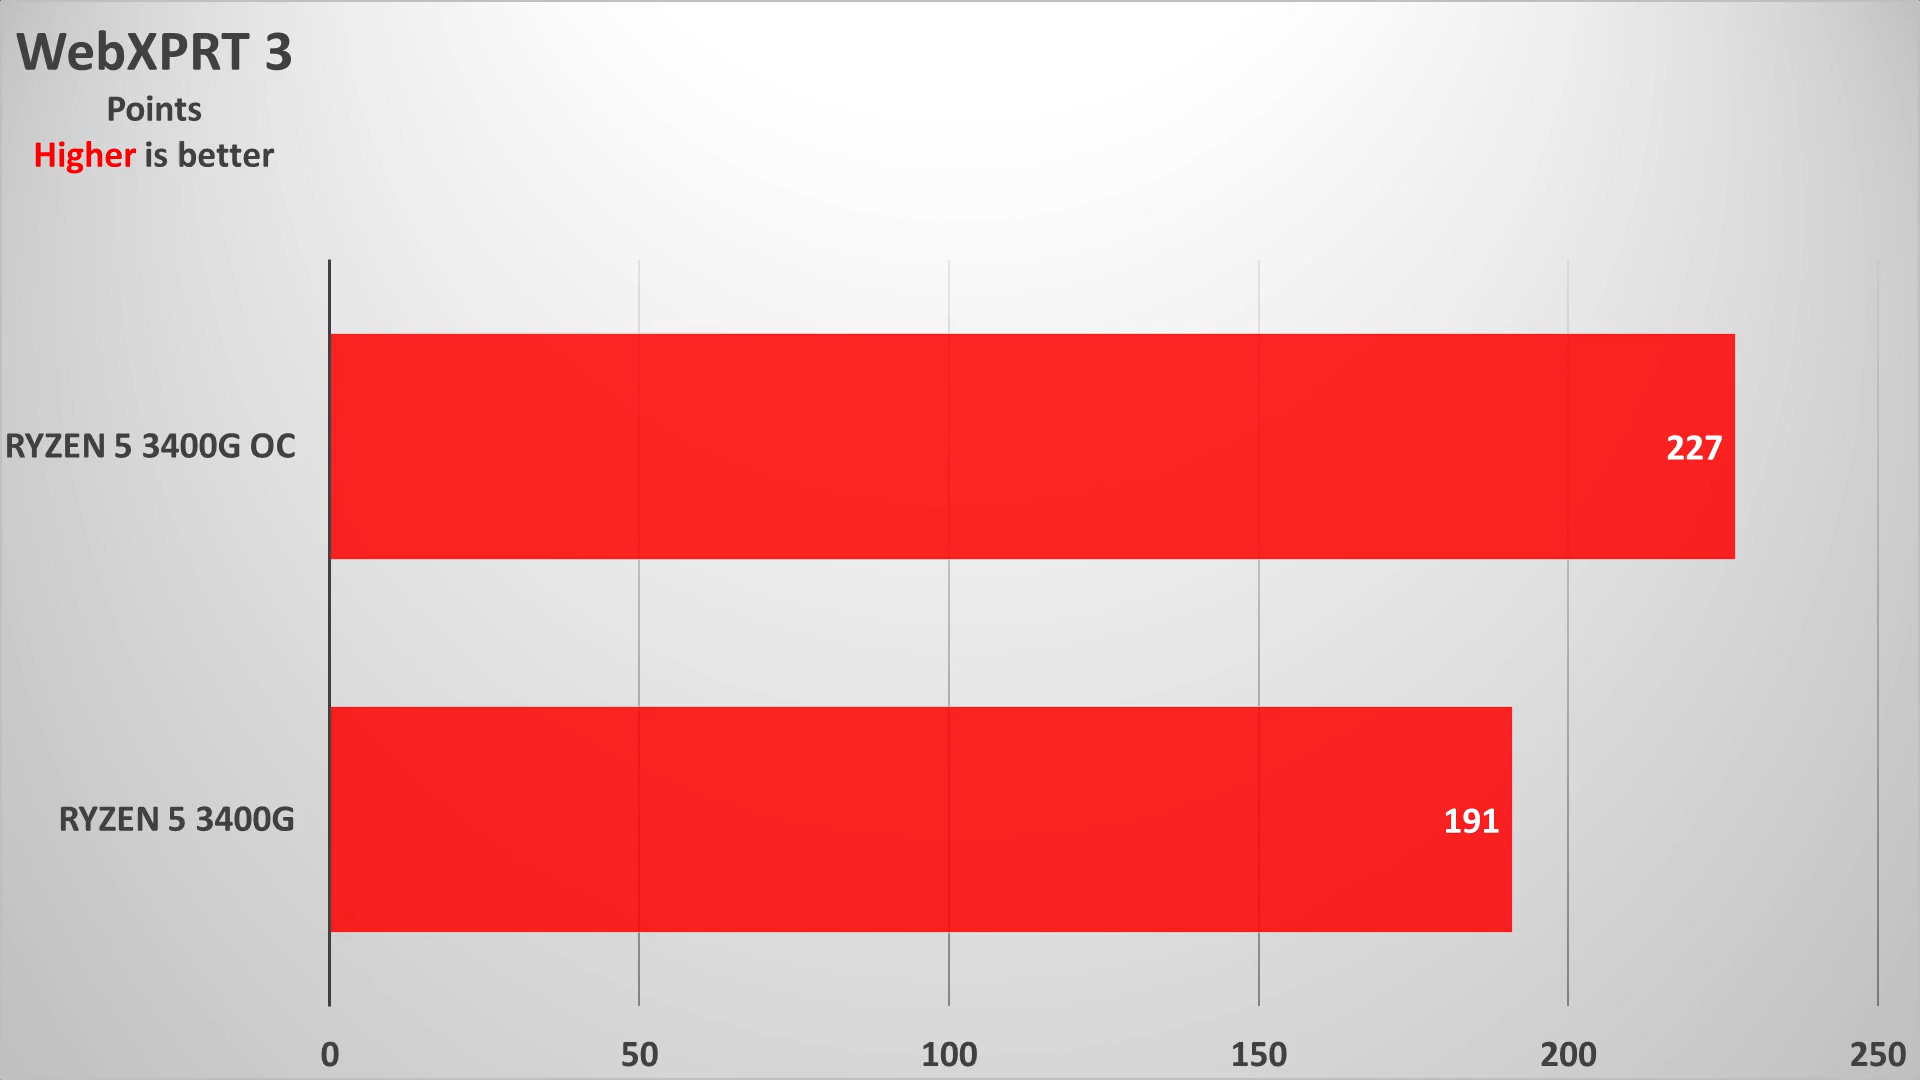 WebXPRT 3
Points
Higher is better
RYZEN 5 3400G OC
227
RYZEN 5 3400G
191
0 50 100 150 200 250